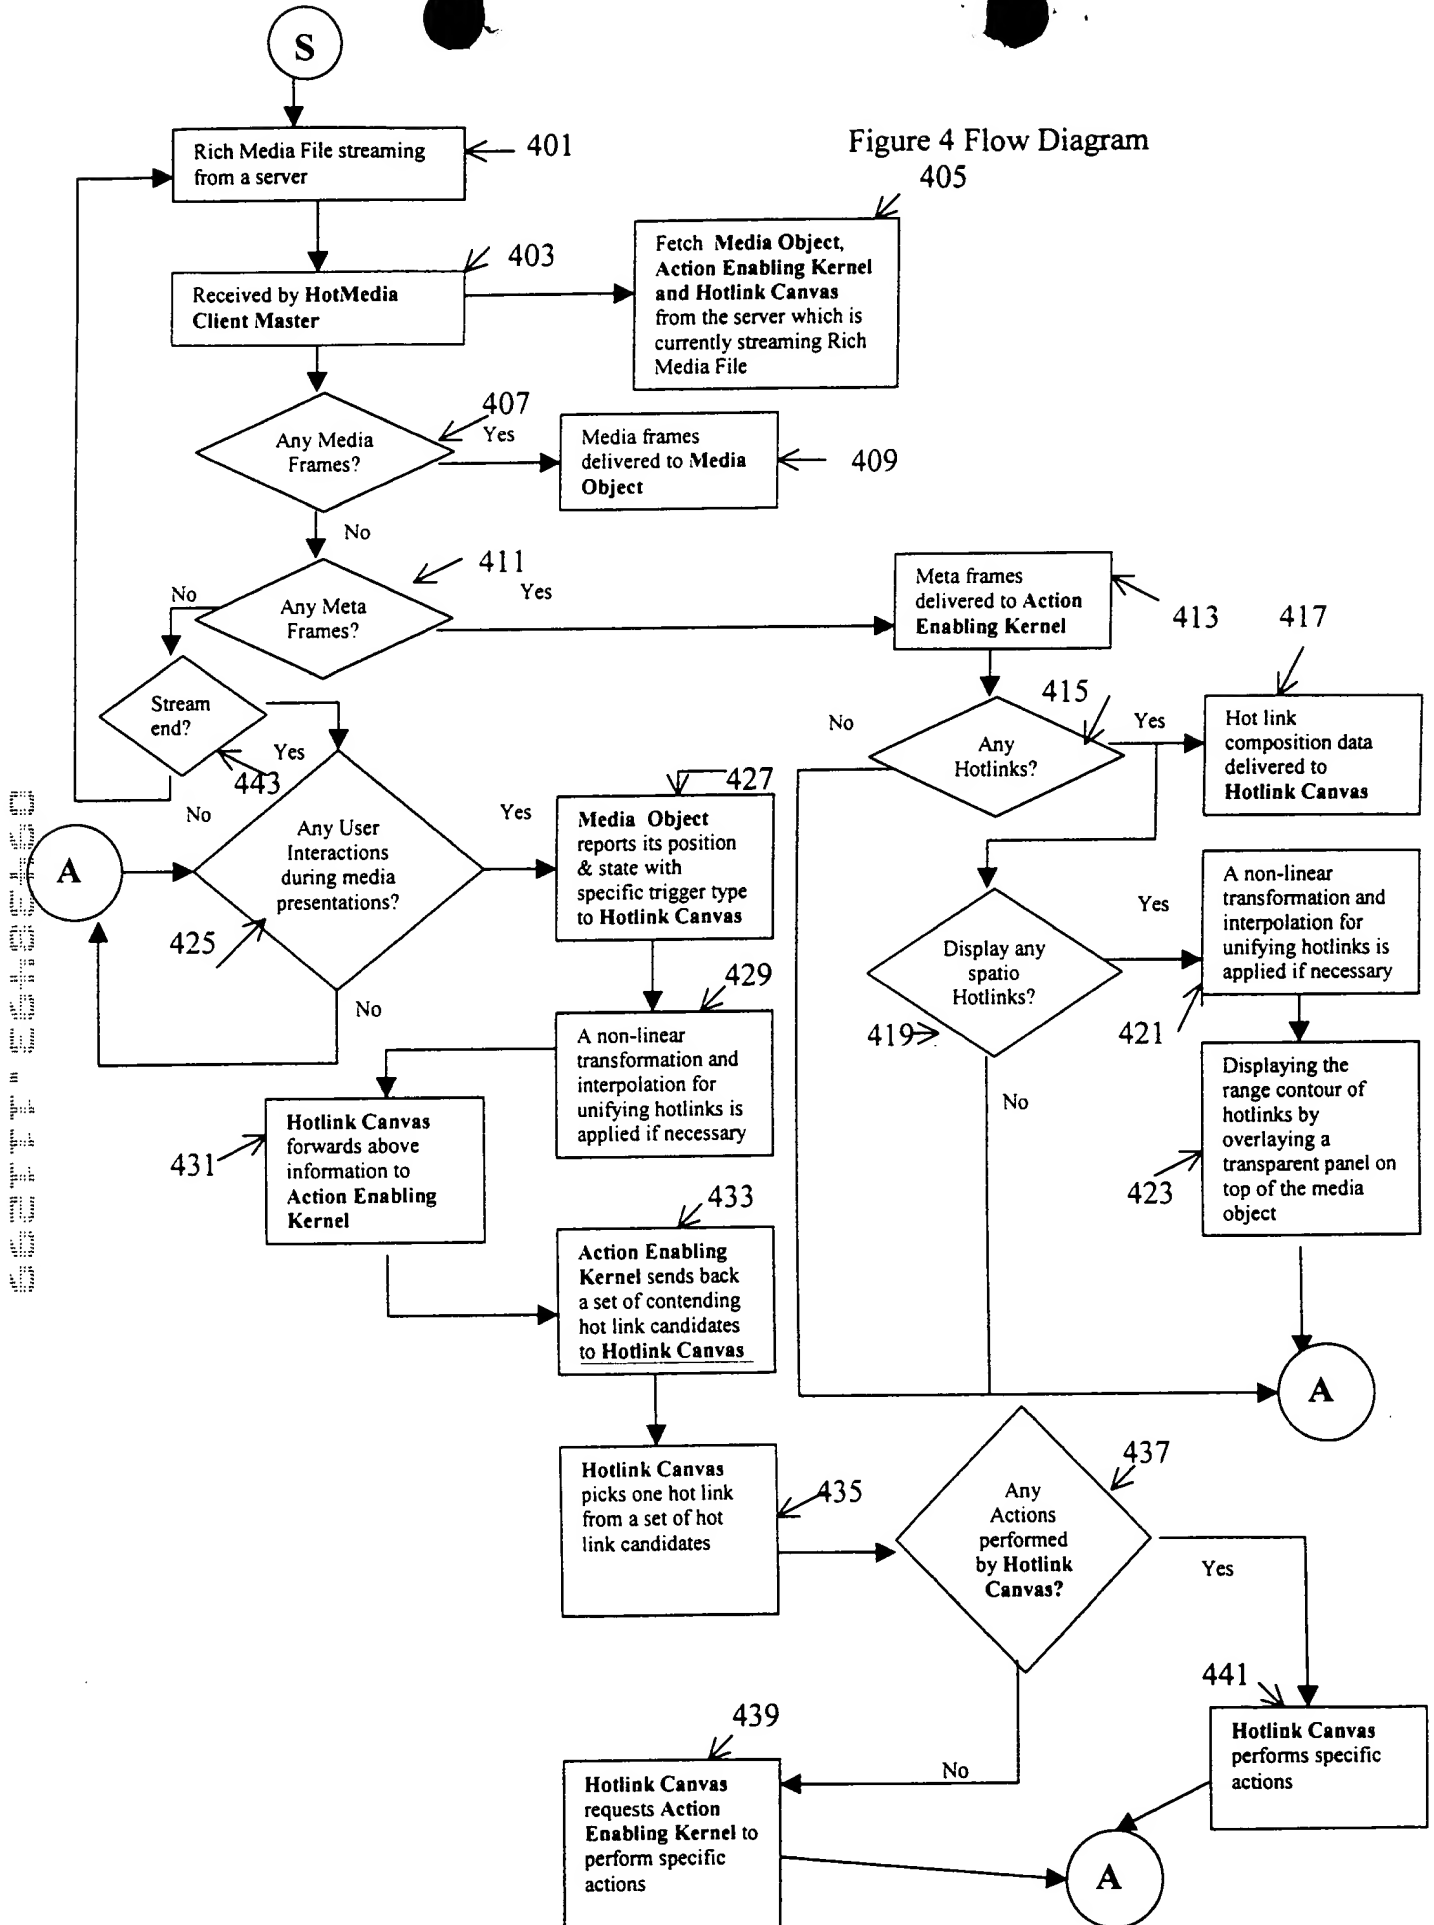 S
Figure 4 Flow Diagram
Rich Media File streaming
from a server
401
405
Received by HotMedia
Client Master
403
Fetch Media Object,
Action Enabling Kernel
and Hotlink Canvas
from the server which is
currently streaming Rich
Media File
407
Any Media
Frames?
Yes
Media frames
delivered to Media
Object
409
No
411
Any Meta
Frames?
No
Yes
Meta frames
delivered to Action
Enabling Kernel
413
417
Stream
end?
443
Yes
No
415
Any
Hotlinks?
No
Yes
Hot link
composition data
delivered to
Hotlink Canvas
A
Any User
Interactions
during media
presentations?
425
Yes
No
427
Media Object
reports its position
& state with
specific trigger type
to Hotlink Canvas
Display any
spatio
Hotlinks?
419
Yes
No
A non-linear
transformation and
interpolation for
unifying hotlinks is
applied if necessary
421
429
A non-linear
transformation and
interpolation for
unifying hotlinks is
applied if necessary
Displaying the
range contour of
hotlinks by
overlaying a
transparent panel on
top of the media
object
423
Hotlink Canvas
forwards above
information to
Action Enabling
Kernel
431
433
Action Enabling
Kernel sends back
a set of contending
hot link candidates
to Hotlink Canvas
A
Hotlink Canvas
picks one hot link
from a set of hot
link candidates
435
437
Any
Actions
performed
by Hotlink
Canvas?
Yes
No
441
Hotlink Canvas
performs specific
actions
439
Hotlink Canvas
requests Action
Enabling Kernel to
perform specific
actions
A